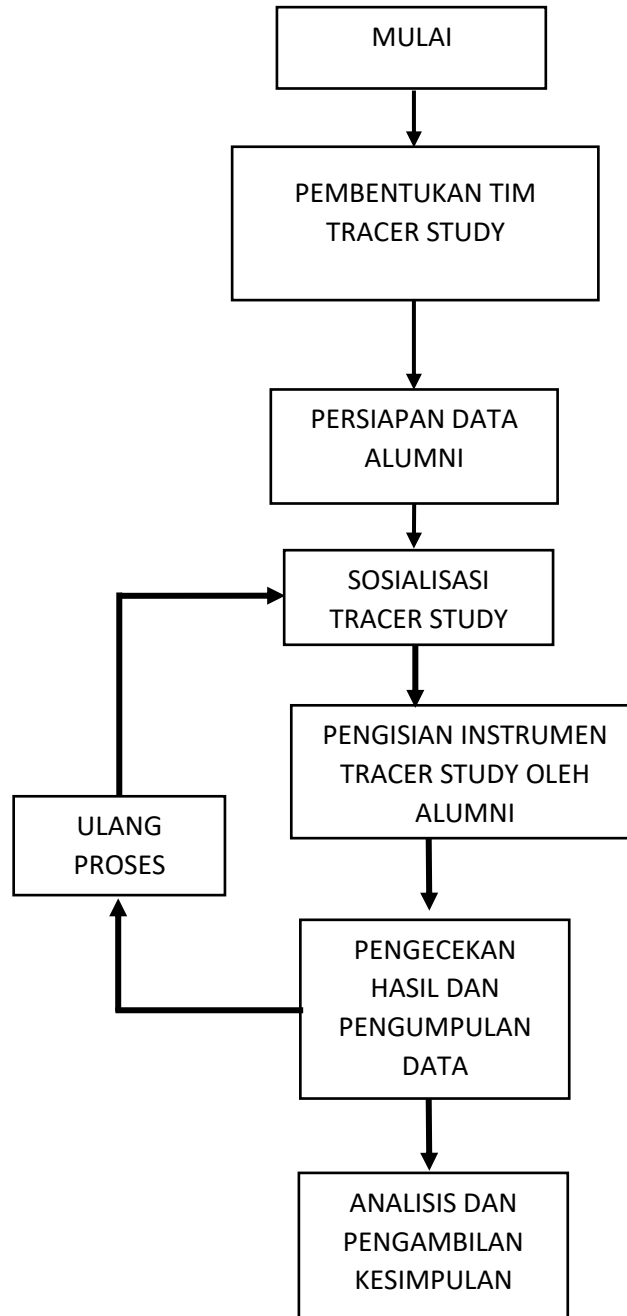 MULAI
PEMBENTUKAN TIM
TRACER STUDY
PERSIAPAN DATA
ALUMNI
SOSIALISASI
TRACER STUDY
PENGISIAN INSTRUMEN
TRACER STUDY OLEH
ALUMNI
ULANG
PROSES
PENGECEKAN
HASIL DAN
PENGUMPULAN
DATA
ANALISIS DAN
PENGAMBILAN
KESIMPULAN